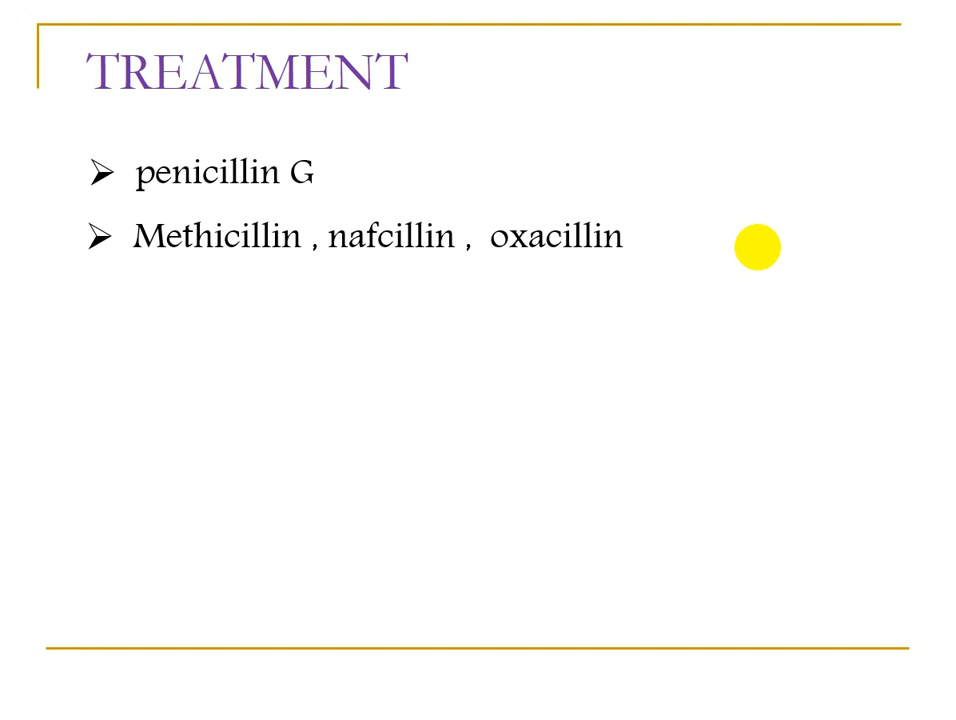 TREATMENT
➢ penicillin G
➢ Methicillin , nafcillin , oxacillin